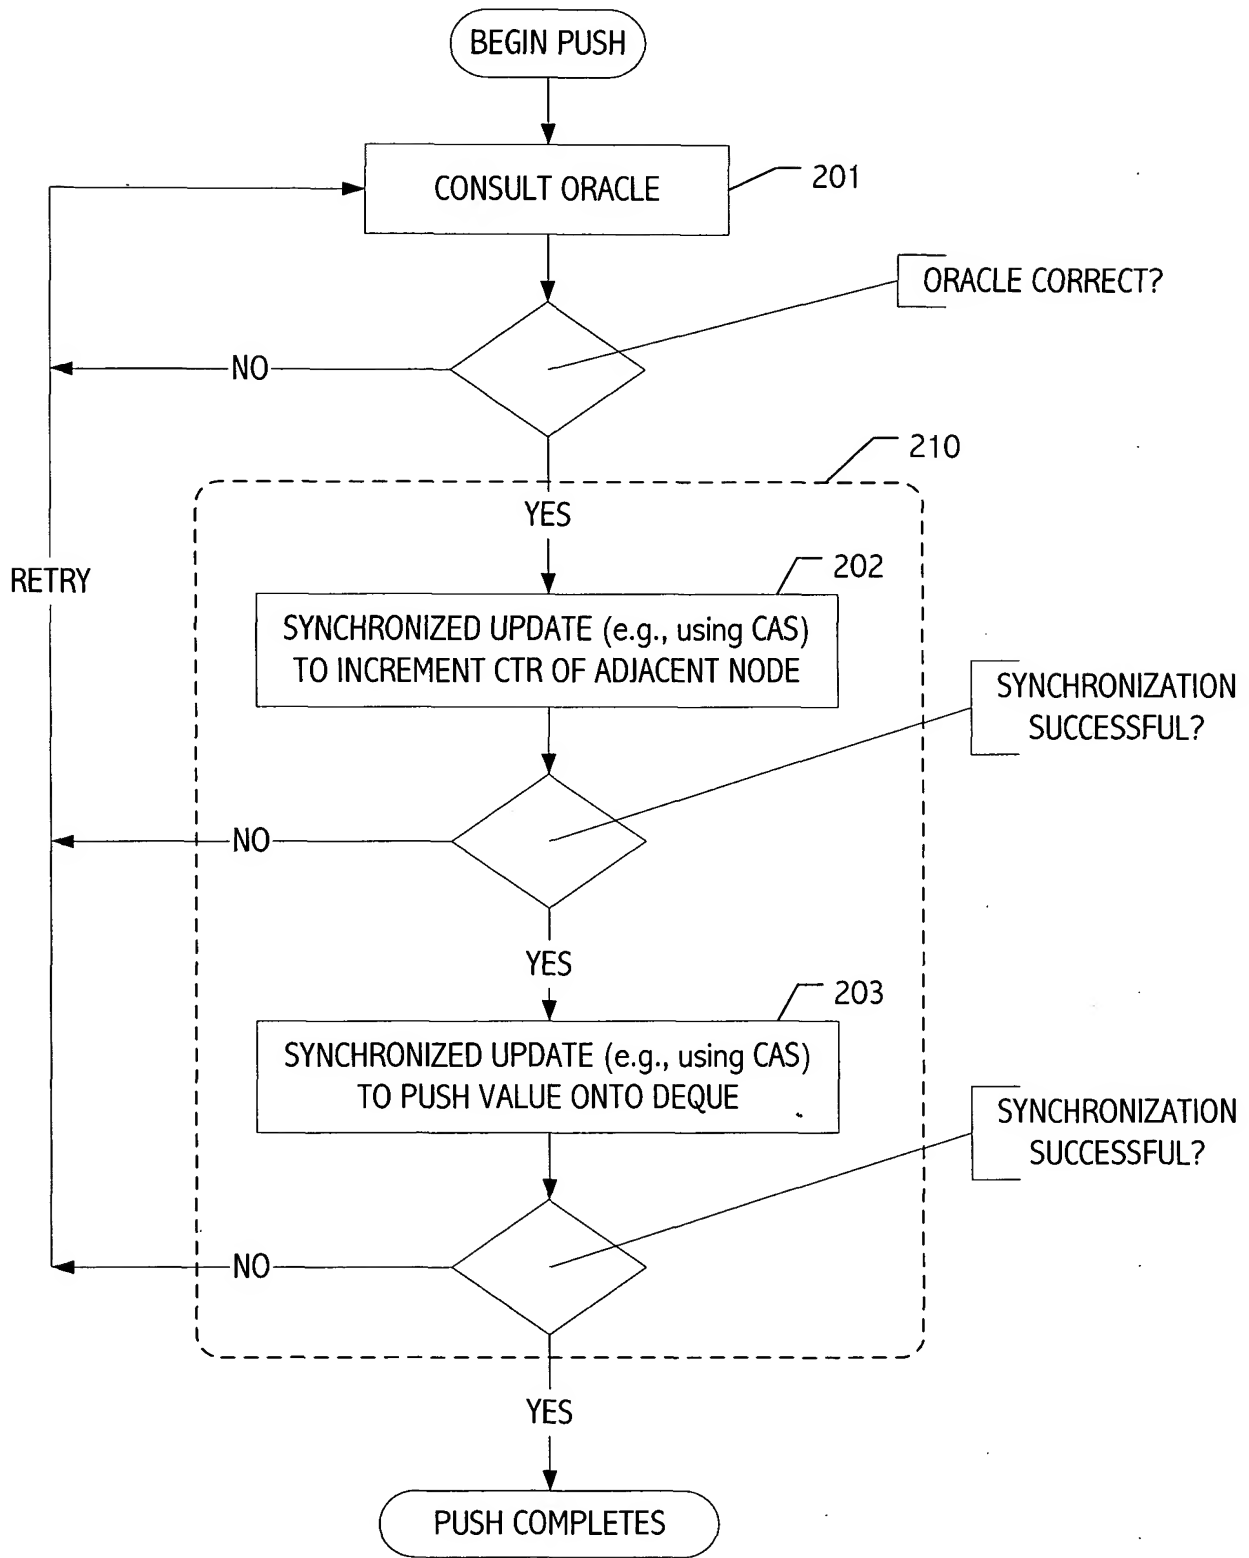 BEGIN PUSH
CONSULT ORACLE
201
ORACLE CORRECT?
NO
210
YES
RETRY
202
SYNCHRONIZED UPDATE (e.g., using CAS)
TO INCREMENT CTR OF ADJACENT NODE
SYNCHRONIZATION
SUCCESSFUL?
NO
YES
203
SYNCHRONIZED UPDATE (e.g., using CAS)
TO PUSH VALUE ONTO DEQUE
SYNCHRONIZATION
SUCCESSFUL?
NO
YES
PUSH COMPLETES